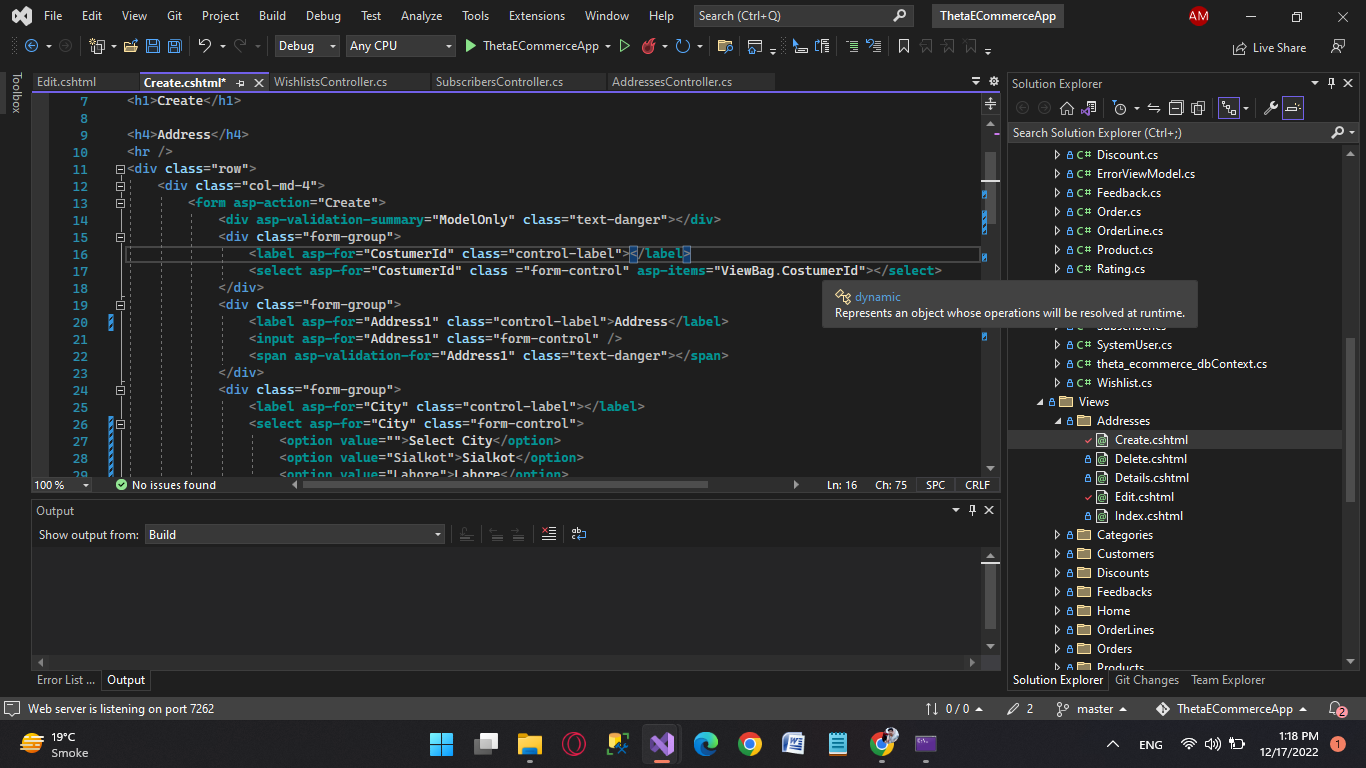 File Edit View Git Project Build Debug Test Analyze Tools Extensions Window Help Search (Ctrl+Q) ThetaECommerceApp AM
Debug Any CPU ThetaECommerceApp Live Share
Toolbox
Edit.cshtml Create.cshtml* WishlistsController.cs SubscribersController.cs AddressesController.cs
7 <h1>Create</h1>
8
9 <h4>Address</h4>
10 <hr />
11 <div class="row">
12 <div class="col-md-4">
13 <form asp-action="Create">
14 <div asp-validation-summary="ModelOnly" class="text-danger"></div>
15 <div class="form-group">
16 <label asp-for="CostumerId" class="control-label"></label>
17 <select asp-for="CostumerId" class ="form-control" asp-items="ViewBag.CostumerId"></select>
18 </div>
19 <div class="form-group">
20 <label asp-for="Address1" class="control-label">Address</label>
21 <input asp-for="Address1" class="form-control" />
22 <span asp-validation-for="Address1" class="text-danger"></span>
23 </div>
24 <div class="form-group">
25 <label asp-for="City" class="control-label"></label>
26 <select asp-for="City" class="form-control">
27 <option value="">Select City</option>
28 <option value="Sialkot">Sialkot</option>
29 <option value="Lahore">Lahore</option>
dynamic
Represents an object whose operations will be resolved at runtime.
100 % No issues found Ln: 16 Ch: 75 SPC CRLF
Output
Show output from: Build
Error List ... Output
Solution Explorer
Search Solution Explorer (Ctrl+;)
C# Discount.cs
C# ErrorViewModel.cs
C# Feedback.cs
C# Order.cs
C# OrderLine.cs
C# Product.cs
C# Rating.cs
C# SystemUser.cs
C# theta_ecommerce_dbContext.cs
C# Wishlist.cs
Views
Addresses
Create.cshtml
Delete.cshtml
Details.cshtml
Edit.cshtml
Index.cshtml
Categories
Customers
Discounts
Feedbacks
Home
OrderLines
Orders
Products
Solution Explorer Git Changes Team Explorer
Web server is listening on port 7262 0 / 0 2 master ThetaECommerceApp 2
19°C
Smoke
ENG
1:18 PM
12/17/2022
1